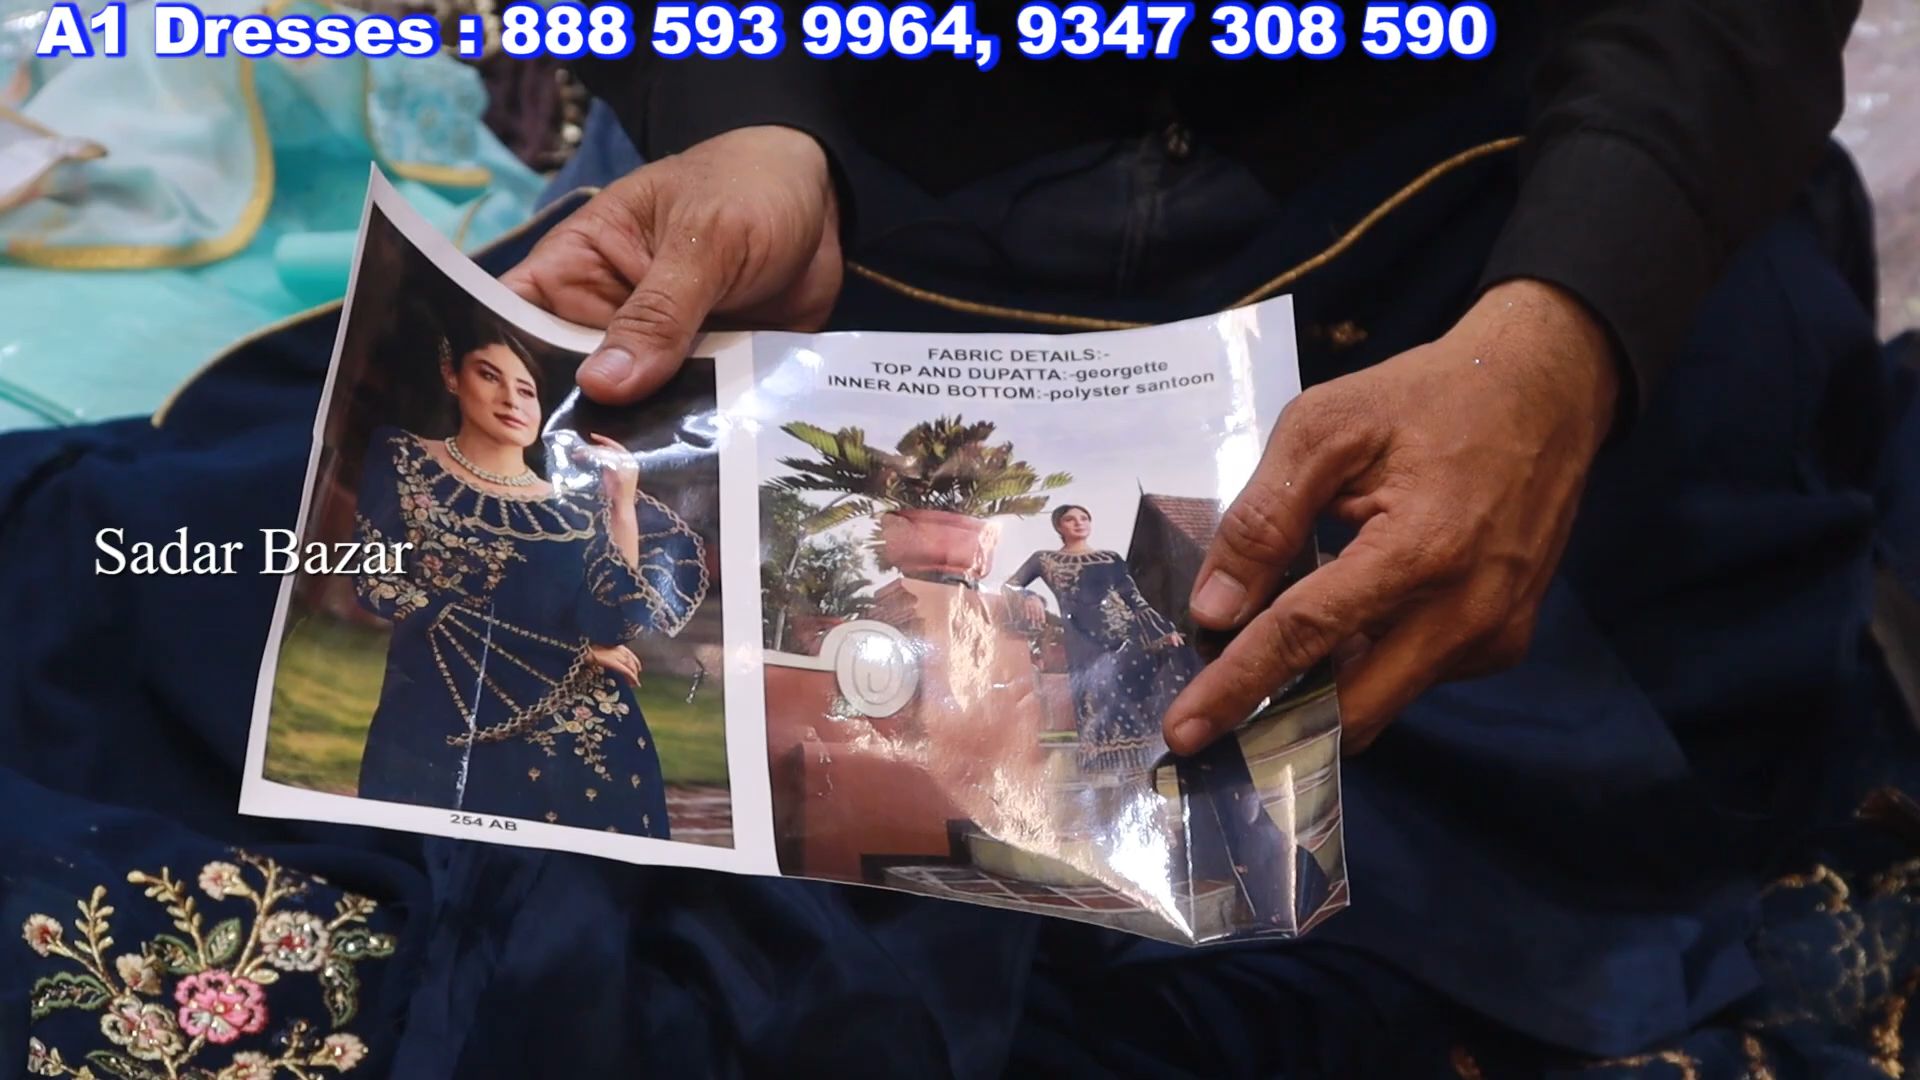 A1 Dresses : 888 593 9964, 9347 308 590
FABRIC DETAILS:-
TOP AND DUPATTA:-georgette
INNER AND BOTTOM:-polyster santoon
Sadar Bazar
254 AB